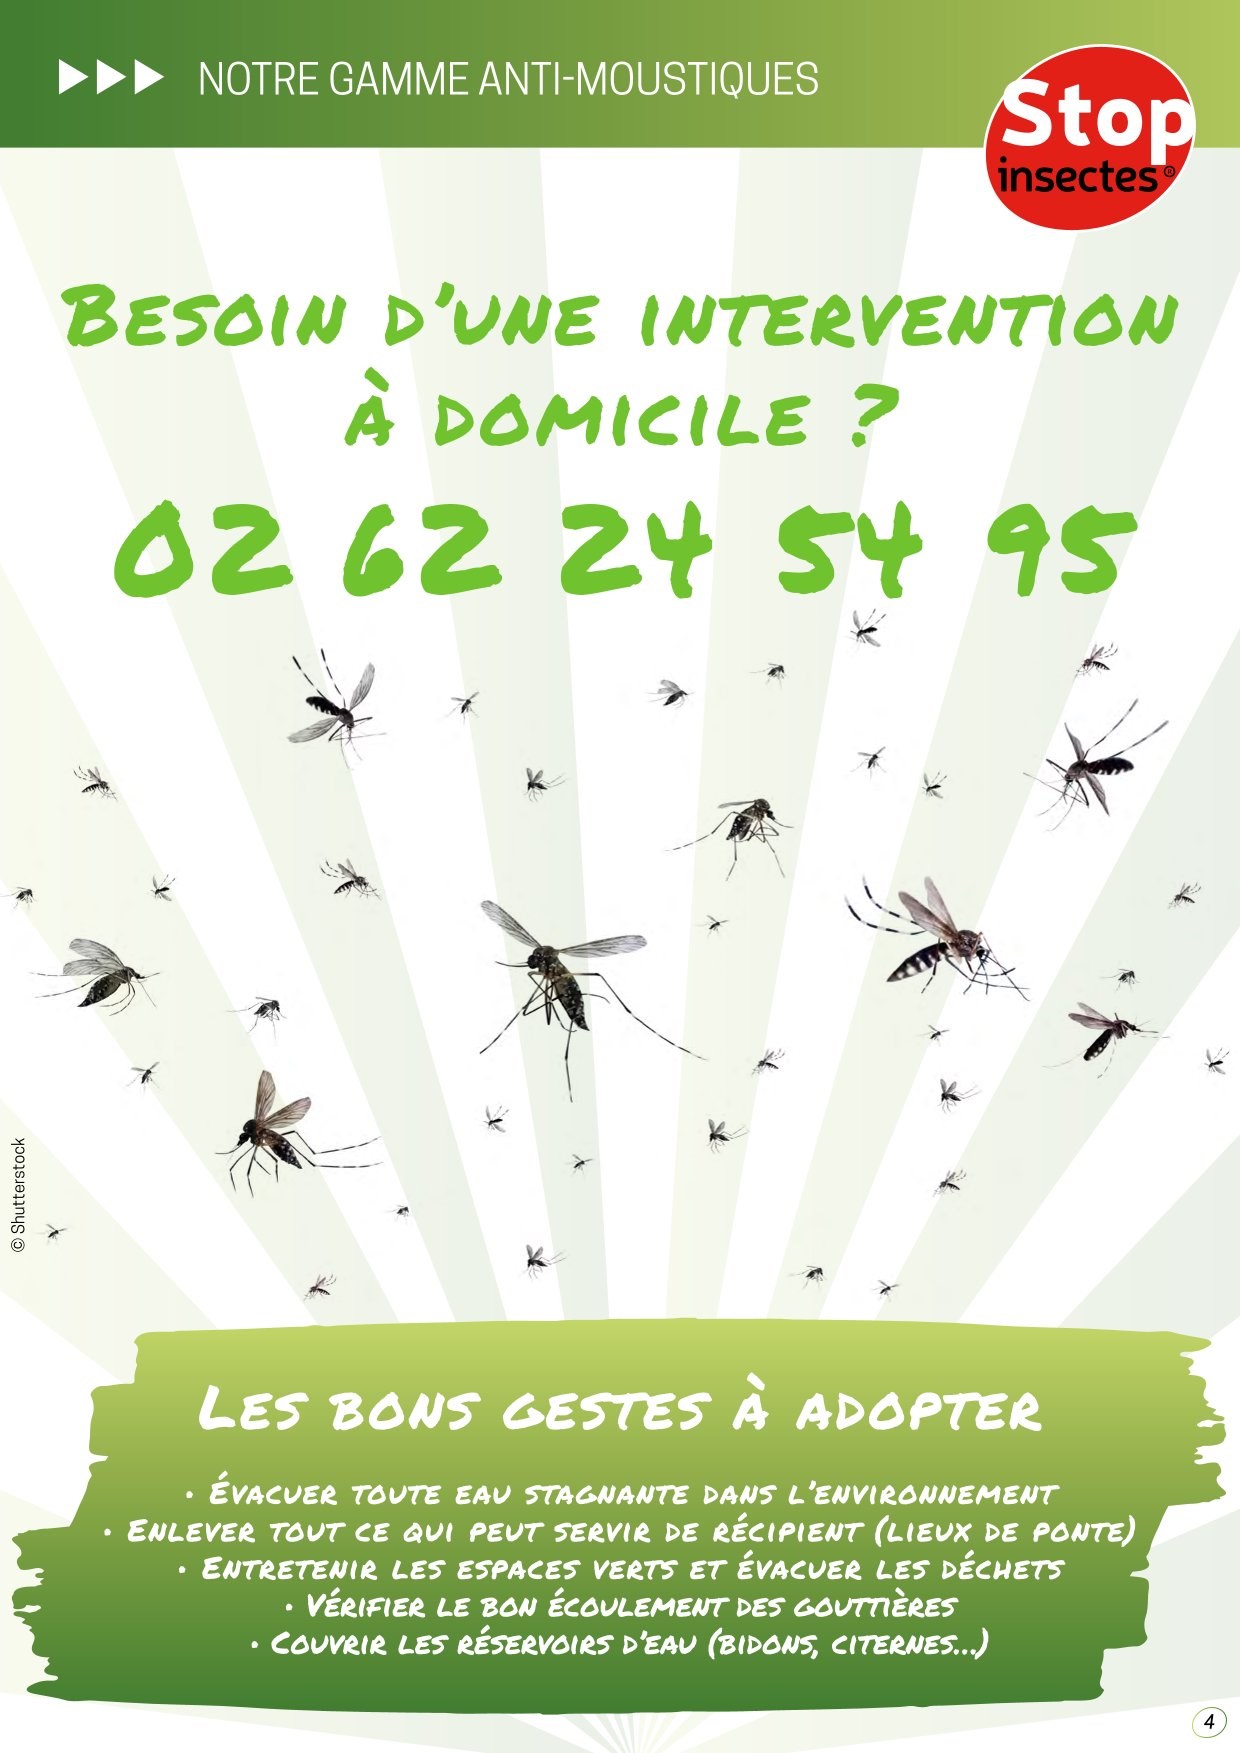 ▶▶▶ NOTRE GAMME ANTI-MOUSTIQUES
Stop
insectes®
BESOIN D'UNE INTERVENTION
À DOMICILE ?
02 62 24 54 95
© Shutterstock
LES BONS GESTES À ADOPTER
• ÉVACUER TOUTE EAU STAGNANTE DANS L'ENVIRONNEMENT
• ENLEVER TOUT CE QUI PEUT SERVIR DE RÉCIPIENT (LIEUX DE PONTE)
• ENTRETENIR LES ESPACES VERTS ET ÉVACUER LES DÉCHETS
• VÉRIFIER LE BON ÉCOULEMENT DES GOUTTIÈRES
• COUVRIR LES RÉSERVOIRS D'EAU (BIDONS, CITERNES...)
4